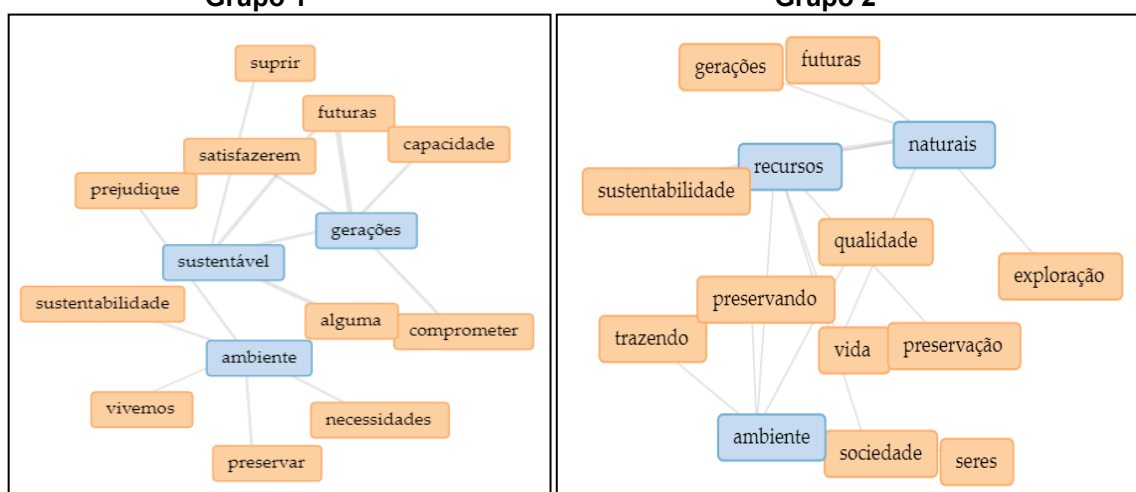 Grupo 1
suprir
futuras
capacidade
satisfazerem
prejudique
gerações
sustentável
sustentabilidade
alguma
comprometer
ambiente
vivemos
necessidades
preservar
Grupo 2
futuras
gerações
naturais
recursos
sustentabilidade
qualidade
exploração
preservando
trazendo
vida
preservação
ambiente
sociedade
seres